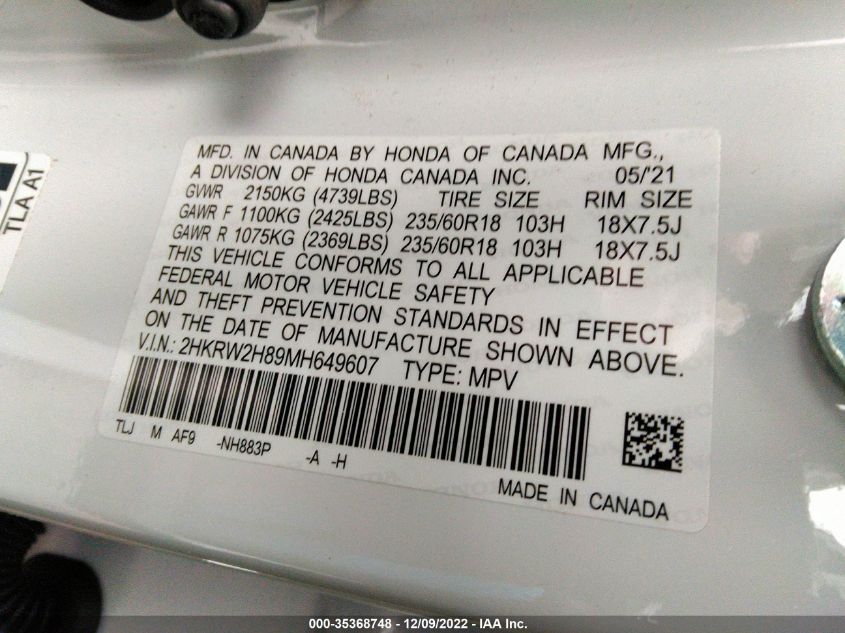 TLA A1
MFD. IN CANADA BY HONDA OF CANADA MFG.,
A DIVISION OF HONDA CANADA INC. 05/'21
GVWR 2150KG (4739LBS) TIRE SIZE RIM SIZE
GAWR F 1100KG (2425LBS) 235/60R18 103H 18X7.5J
GAWR R 1075KG (2369LBS) 235/60R18 103H 18X7.5J
THIS VEHICLE CONFORMS TO ALL APPLICABLE
FEDERAL MOTOR VEHICLE SAFETY
AND THEFT PREVENTION STANDARDS IN EFFECT
ON THE DATE OF MANUFACTURE SHOWN ABOVE.
V.I.N.: 2HKRW2H89MH649607 TYPE: MPV
TLJ M AF9 -NH883P -A -H
MADE IN CANADA
000-35368748 - 12/09/2022 - IAA Inc.